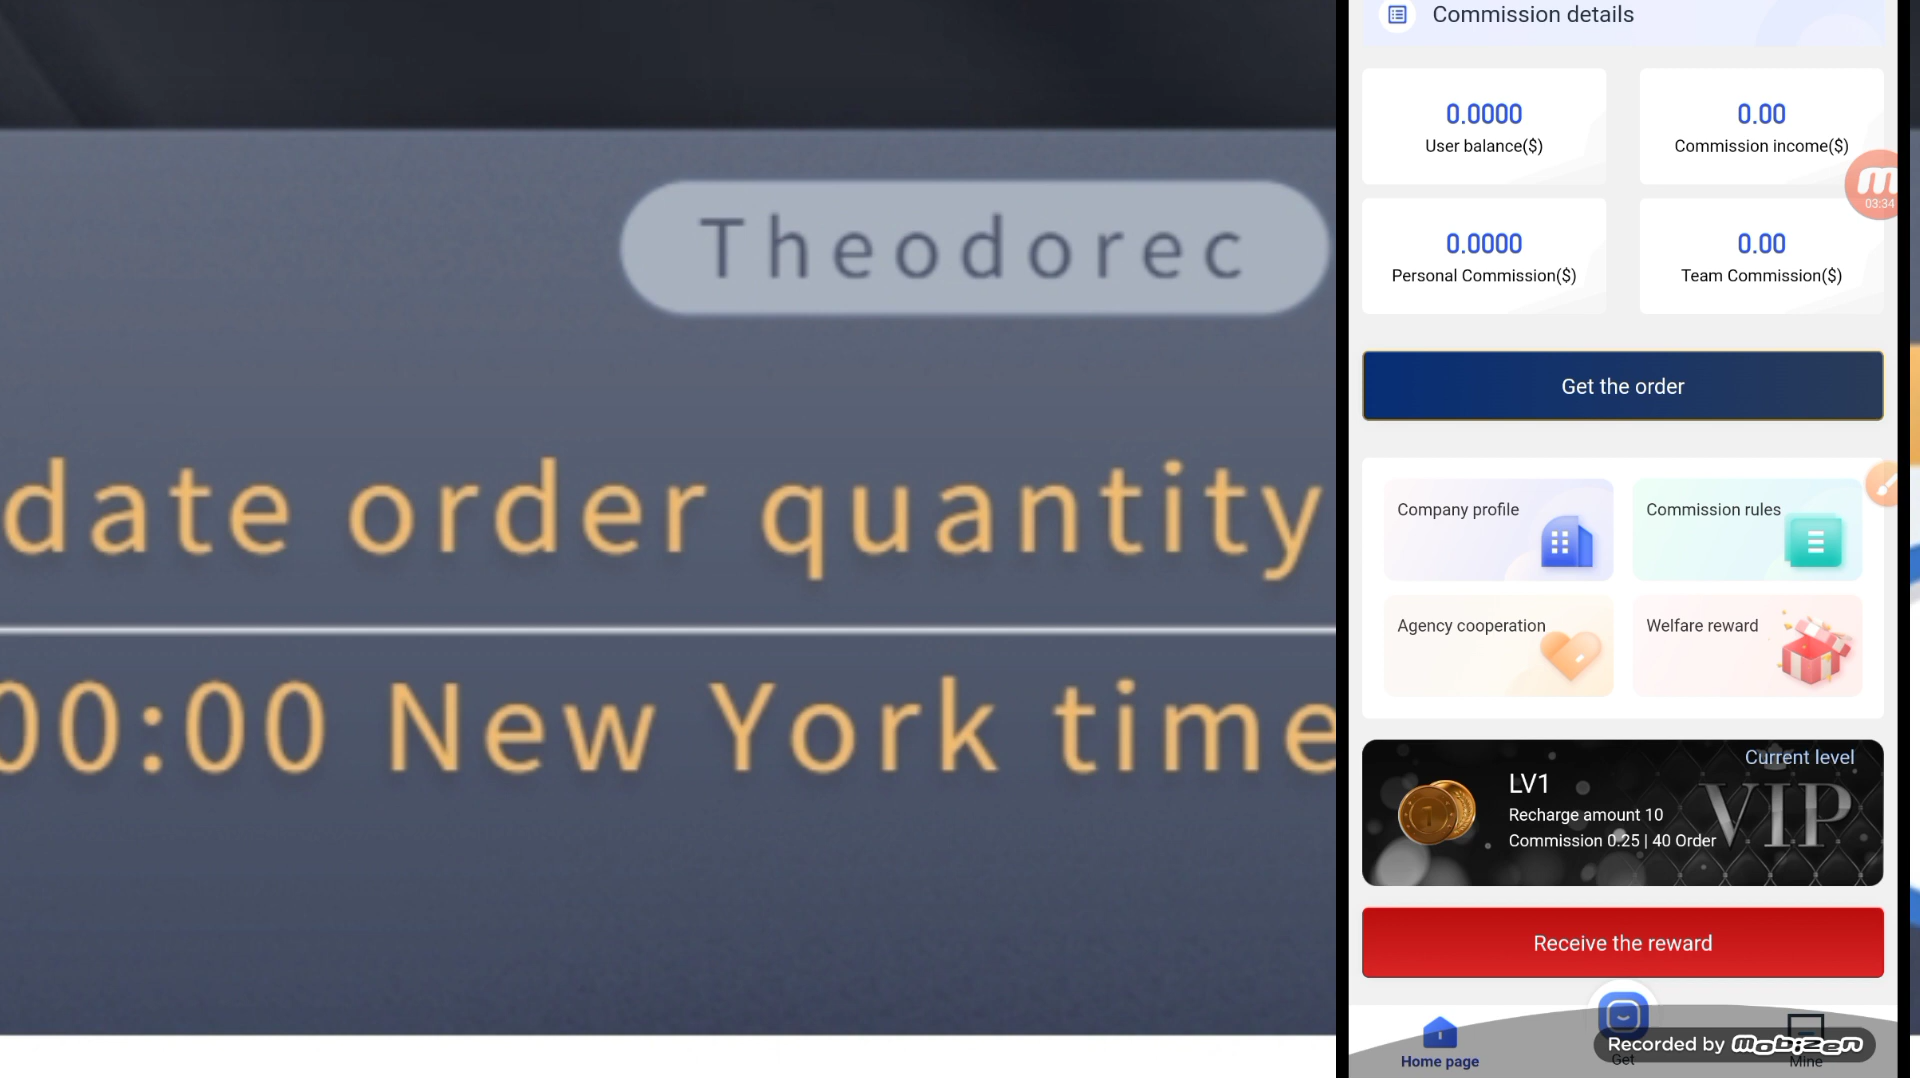 Theodorec
date order quantity
00:00 New York time
Commission details
0.0000
User balance($)
0.00
Commission income($)
03:34
0.0000
Personal Commission($)
0.00
Team Commission($)
Get the order
Company profile
Commission rules
Agency cooperation
Welfare reward
Current level
LV1
Recharge amount 10
Commission 0.25 | 40 Order
VIP
Receive the reward
Home page
Get
Mine
Recorded by mobizen